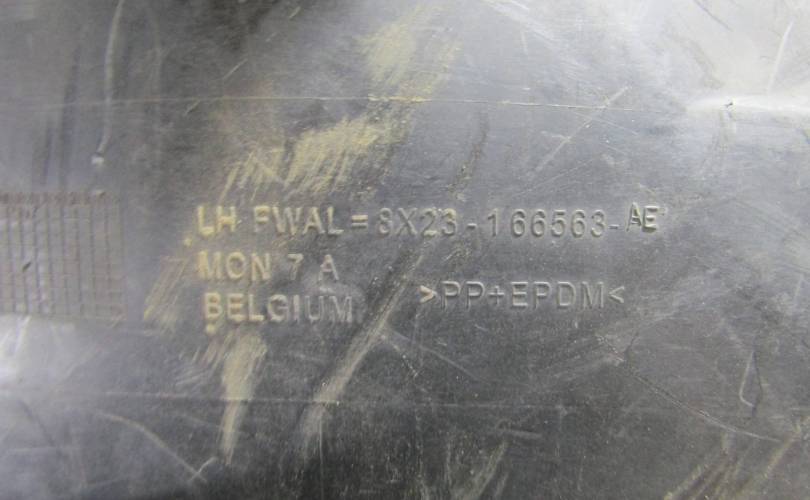 LH FWAL=8X23-166563-AE
MON 7 A
BELGIUM >PP+EPDM<